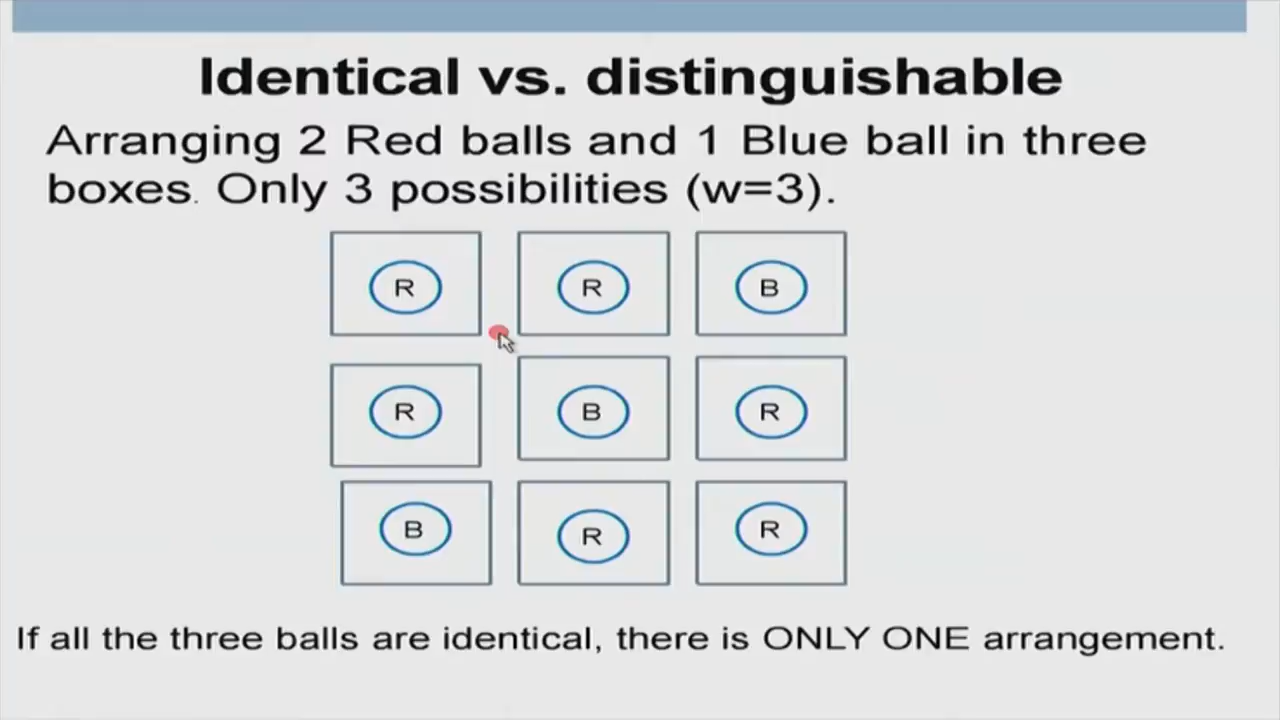 Identical vs. distinguishable
Arranging 2 Red balls and 1 Blue ball in three
boxes. Only 3 possibilities (w=3).
R R B
R B R
B R R
If all the three balls are identical, there is ONLY ONE arrangement.